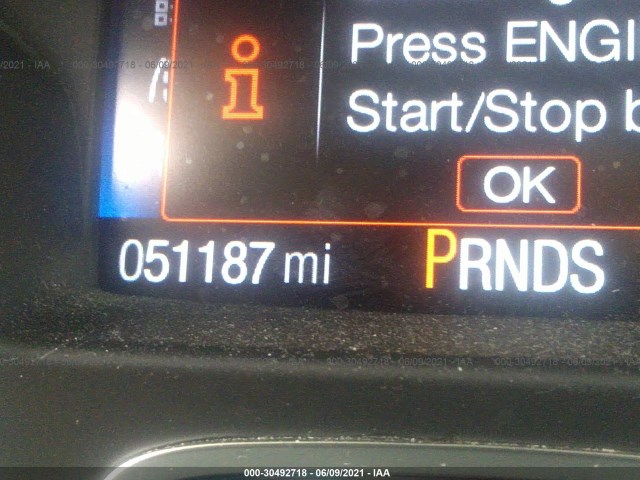 Press ENGI
Start/Stop b
OK
051187 mi
PRNDS
000-30492718 - 06/09/2021 - IAA